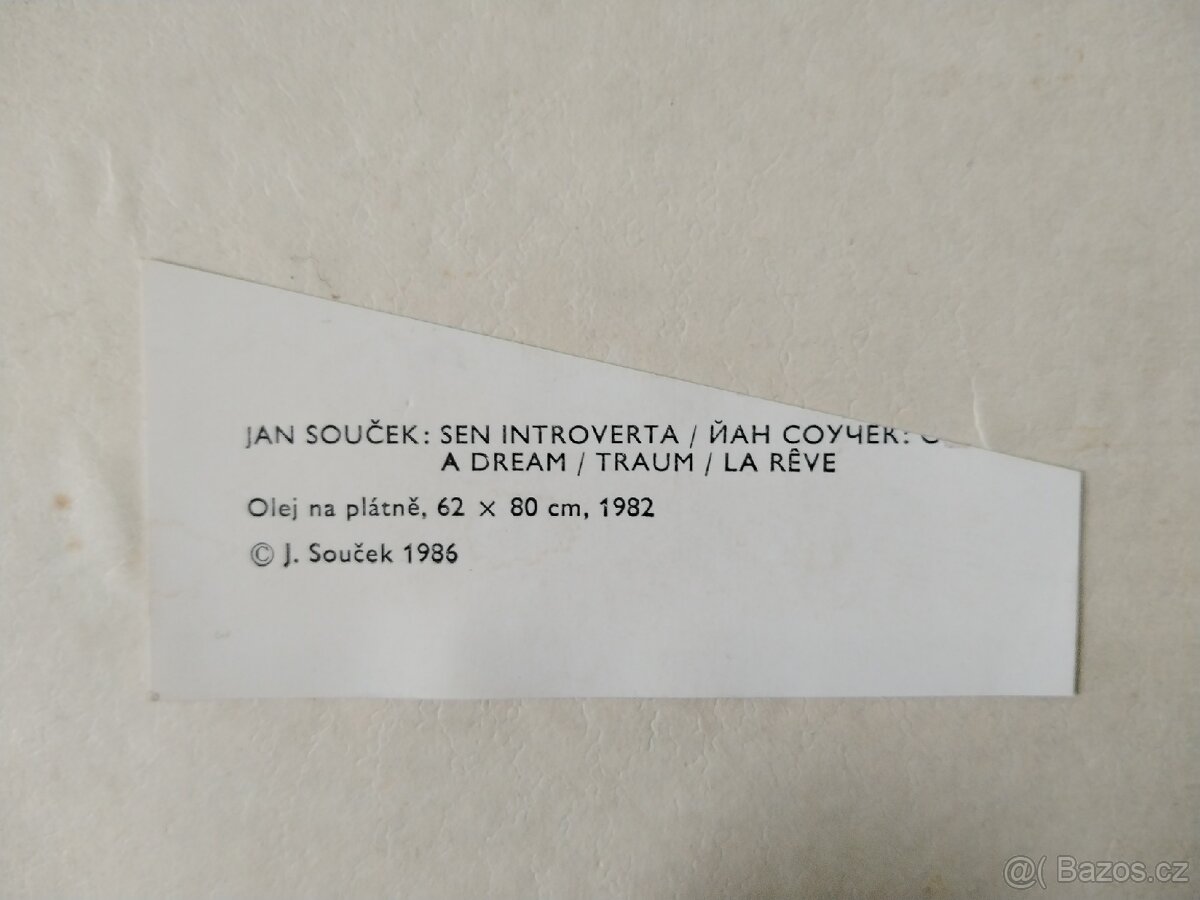 JAN SOUČEK: SEN INTROVERTA / ЙАН СОУЧЕК:
A DREAM / TRAUM / LA RÊVE
Olej na plátně, 62 × 80 cm, 1982
© J. Souček 1986
@( Bazos.cz